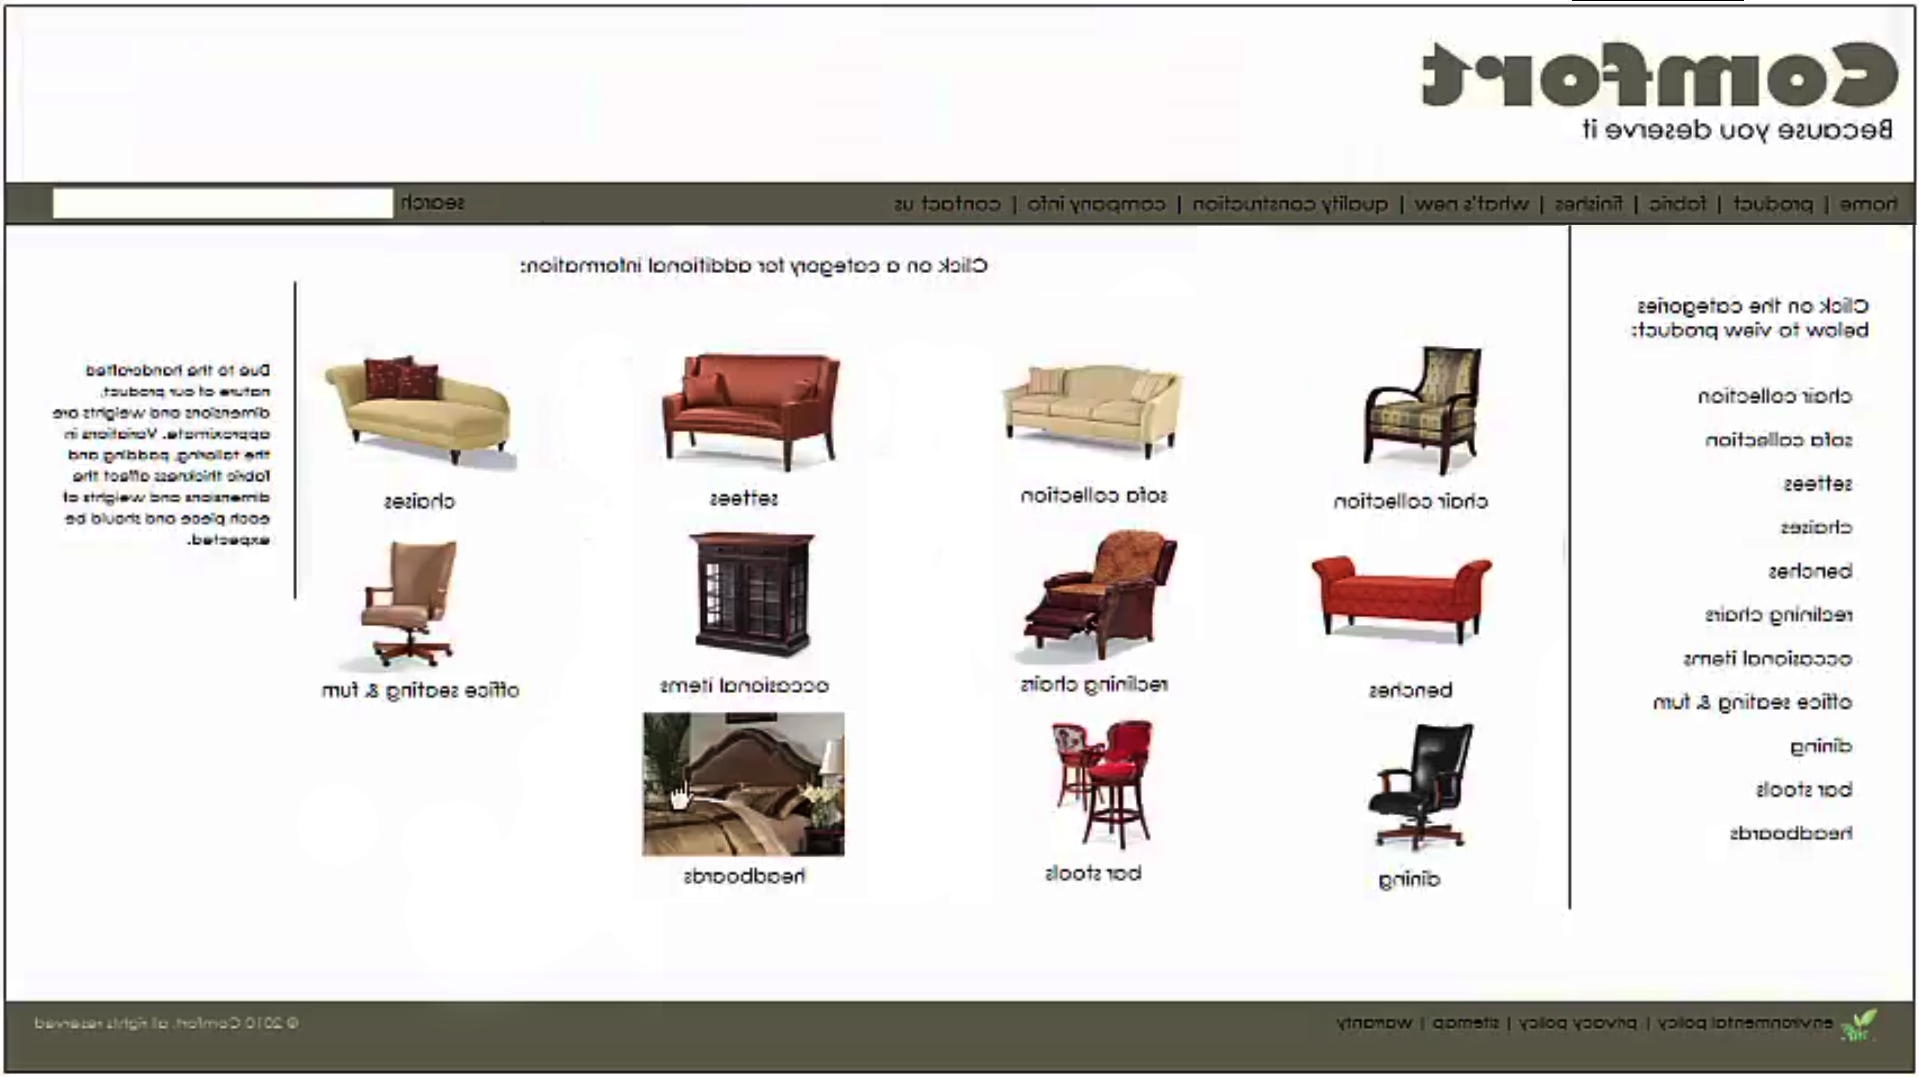 Comfort
Because you deserve it
home | product | fabric | finishes | what's new | quality construction | company info | contact us
search
Click on the categories
below to view product:
chair collection
sofa collection
settees
chaises
benches
reclining chairs
occasional items
office seating & furn
dining
bar stools
headboards
Click on a category for additional information:
chair collection
sofa collection
settees
chaises
benches
reclining chairs
occasional items
office seating & furn
dining
bar stools
headboards
Due to the handcrafted
nature of our product,
dimensions and weights are
approximate. Variations in
the tailoring, padding and
fabric thickness affect the
dimensions and weights of
each piece and should be
expected.
environmental policy | privacy policy | sitemap | warranty
© 2010 Comfort, all rights reserved